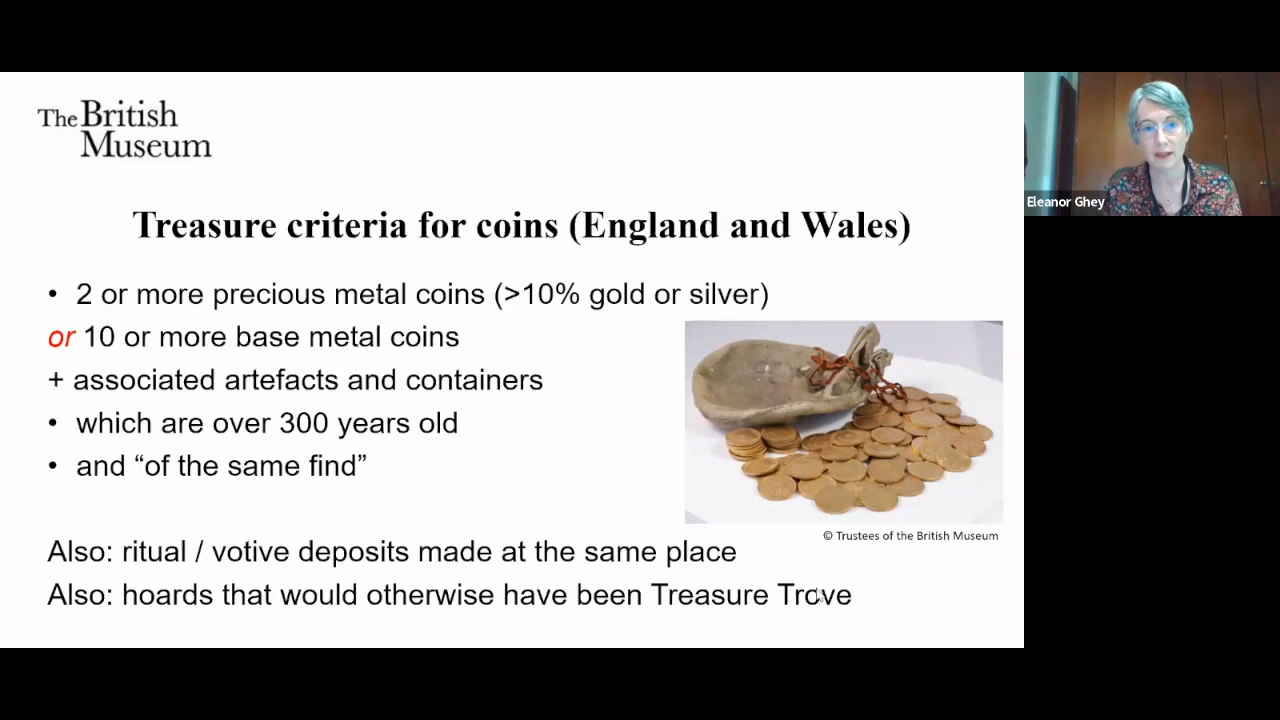 The British
Museum
Eleanor Ghey
Treasure criteria for coins (England and Wales)
• 2 or more precious metal coins (>10% gold or silver)
or 10 or more base metal coins
+ associated artefacts and containers
• which are over 300 years old
• and “of the same find”
© Trustees of the British Museum
Also: ritual / votive deposits made at the same place
Also: hoards that would otherwise have been Treasure Trove